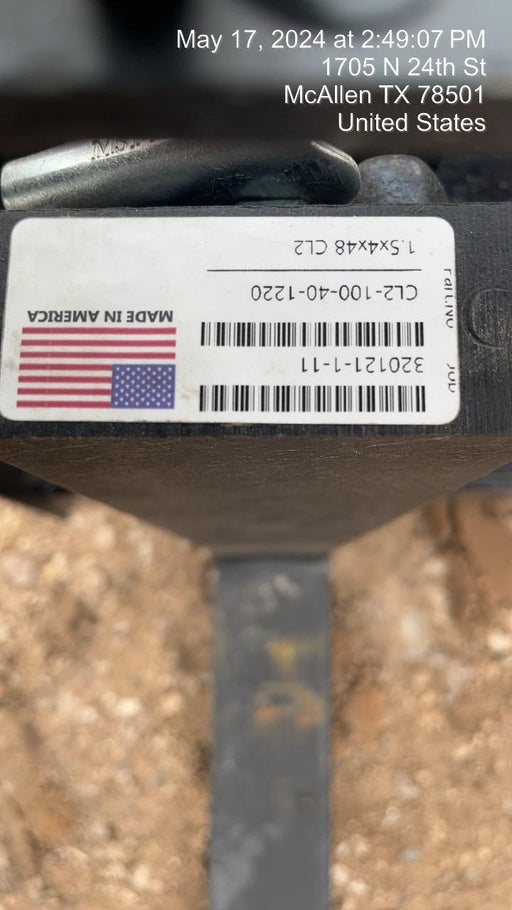 May 17, 2024 at 2:49:07 PM
1705 N 24th St
McAllen TX 78501
United States
320121-1-11
CL2-100-40-1220
1.5x4x48 CL2
MADE IN AMERICA